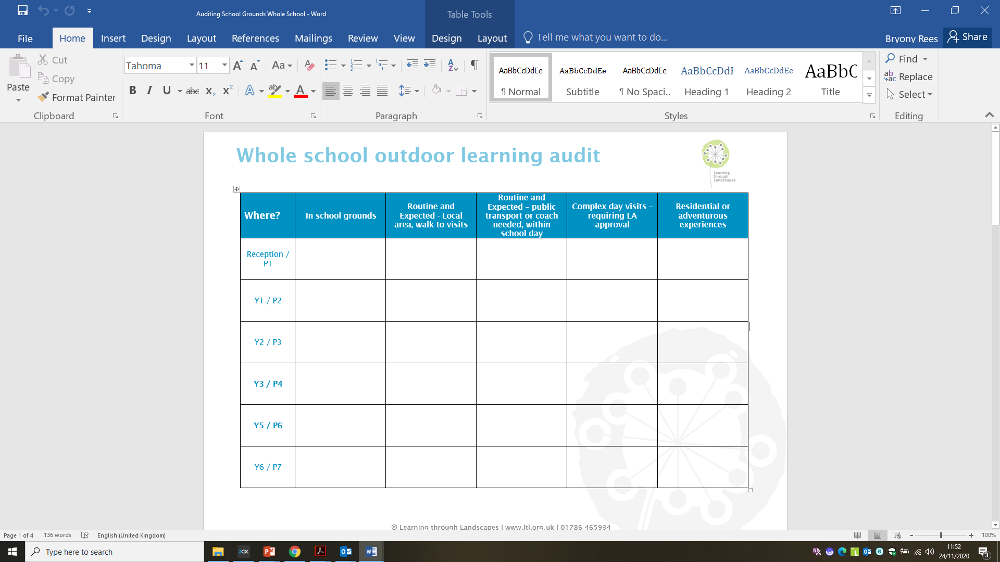 Auditing School Grounds Whole School - Word
Table Tools
File Home Insert Design Layout References Mailings Review View Design Layout Tell me what you want to do... Bryony Rees Share
Paste
Cut
Copy
Format Painter
Clipboard
Tahoma 11
Aa
B I U abc X₂ X² A ab A
Font
Paragraph
AaBbCcDdEe AaBbCcDdEe AaBbCcDdEe AaBbCcDdI AaBbCcDdEe AaBbC
¶ Normal Subtitle ¶ No Spaci... Heading 1 Heading 2 Title
Styles
Find
Replace
Select
Editing
Whole school outdoor learning audit
Learning
through
Landscapes
Where?
In school grounds
Routine and
Expected - Local
area, walk-to visits
Routine and
Expected – public
transport or coach
needed, within
school day
Complex day visits –
requiring LA
approval
Residential or
adventurous
experiences
Reception /
P1
Y1 / P2
Y2 / P3
Y3 / P4
Y5 / P6
Y6 / P7
© Learning through Landscapes | www.ltl.org.uk | 01786 465934
Page 1 of 4 136 words English (United Kingdom) 100%
Type here to search
3CX
11:52
24/11/2020
3